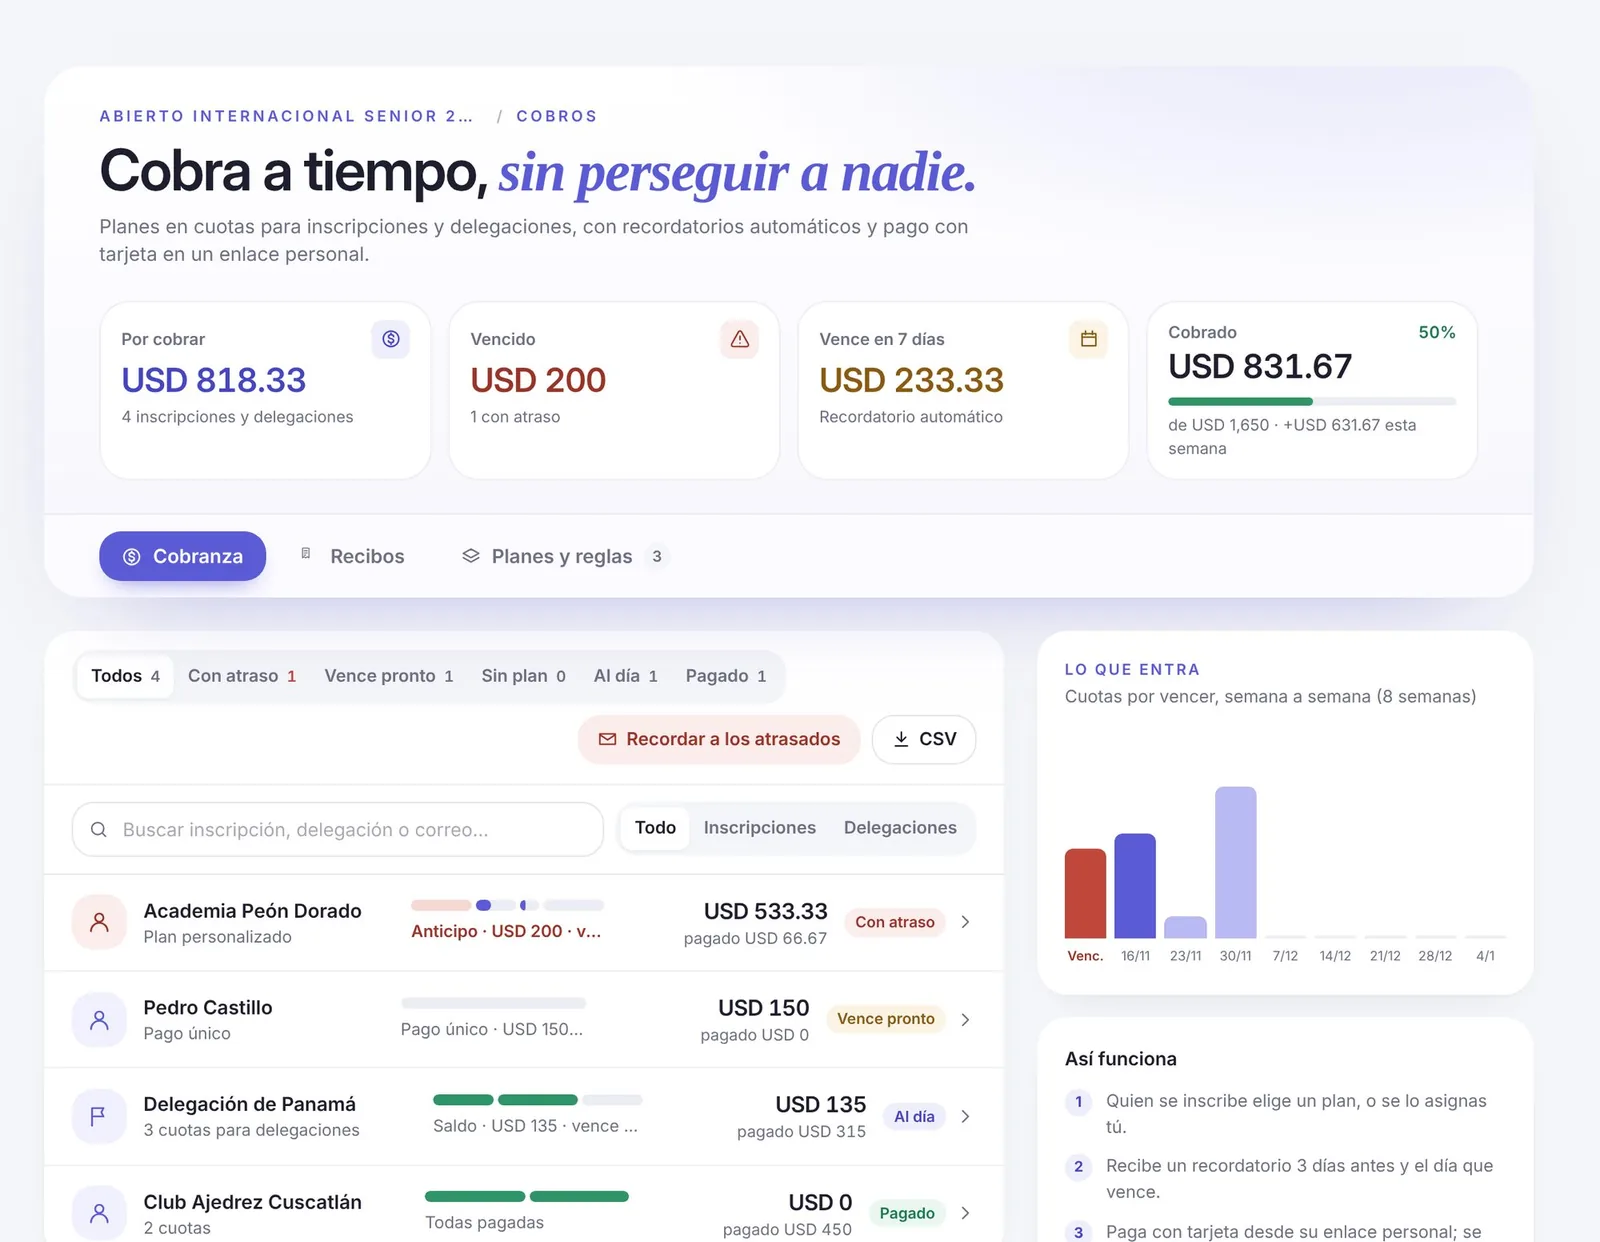 ABIERTO INTERNACIONAL SENIOR 2... / COBROS
Cobra a tiempo, sin perseguir a nadie.
Planes en cuotas para inscripciones y delegaciones, con recordatorios automáticos y pago con
tarjeta en un enlace personal.
Por cobrar
USD 818.33
4 inscripciones y delegaciones
Vencido
USD 200
1 con atraso
Vence en 7 días
USD 233.33
Recordatorio automático
Cobrado 50%
USD 831.67
de USD 1,650 · +USD 631.67 esta
semana
Cobranza Recibos Planes y reglas 3
Todos 4 Con atraso 1 Vence pronto 1 Sin plan 0 Al día 1 Pagado 1
Recordar a los atrasados CSV
Buscar inscripción, delegación o correo... Todo Inscripciones Delegaciones
Academia Peón Dorado
Plan personalizado
Anticipo · USD 200 · v...
USD 533.33
pagado USD 66.67
Con atraso
Pedro Castillo
Pago único
Pago único · USD 150...
USD 150
pagado USD 0
Vence pronto
Delegación de Panamá
3 cuotas para delegaciones
Saldo · USD 135 · vence ...
USD 135
pagado USD 315
Al día
Club Ajedrez Cuscatlán
2 cuotas
Todas pagadas
USD 0
pagado USD 450
Pagado
LO QUE ENTRA
Cuotas por vencer, semana a semana (8 semanas)
Venc. 16/11 23/11 30/11 7/12 14/12 21/12 28/12 4/1
Así funciona
1 Quien se inscribe elige un plan, o se lo asignas
tú.
2 Recibe un recordatorio 3 días antes y el día que
vence.
3 Paga con tarjeta desde su enlace personal; se